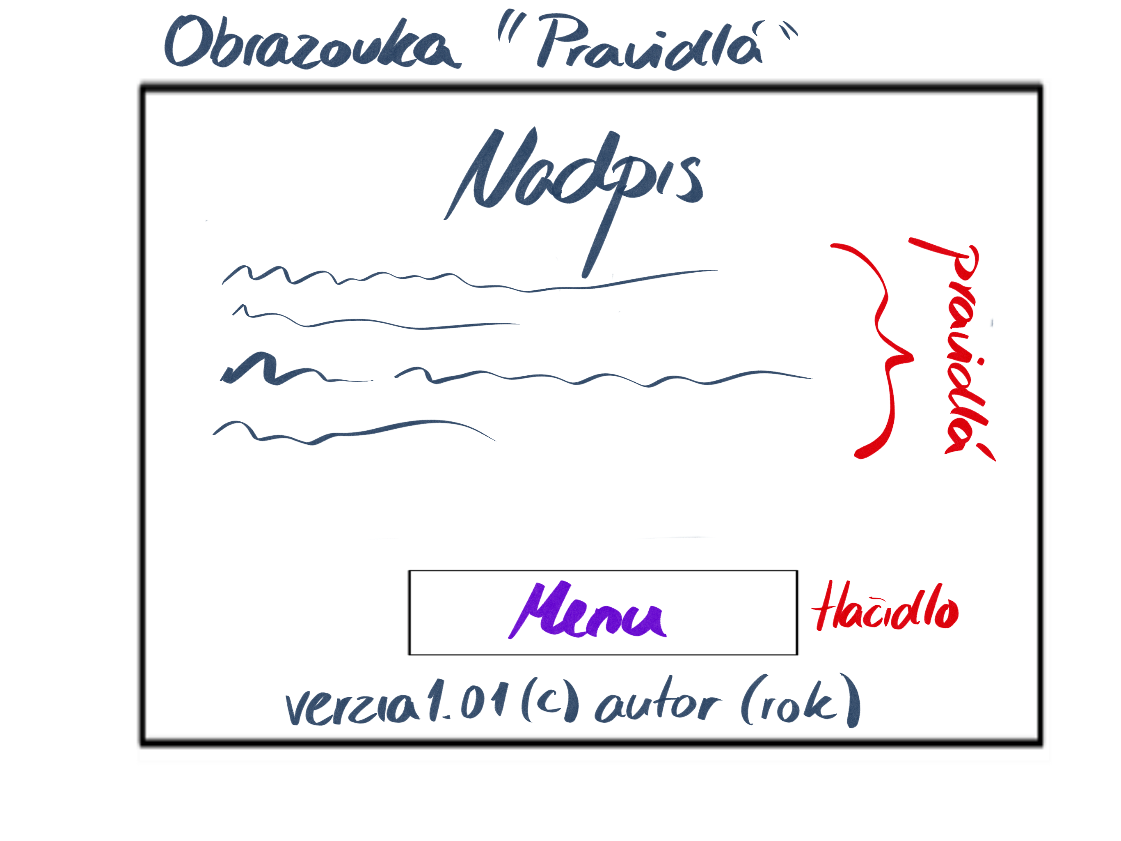 Obrazovka "Pravidlá"
Nadpis
pravidlá
Menu
tlačidlo
verzia 1.01 (c) autor (rok)